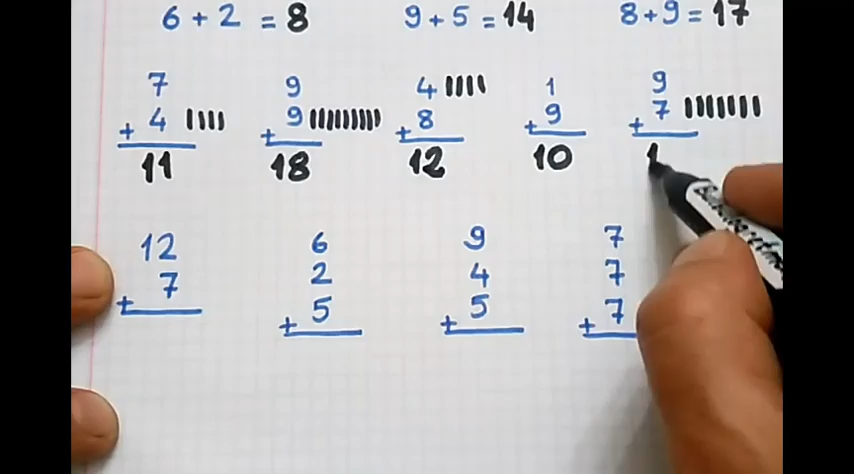 6 + 2 = 8 9 + 5 = 14 8 + 9 = 17
7 9 4 1 9
+ 4 + 9 + 8 + 9 + 7
11 18 12 10 1
12 6 9 7
+ 7 2 4 7
+ 5 + 5 + 7